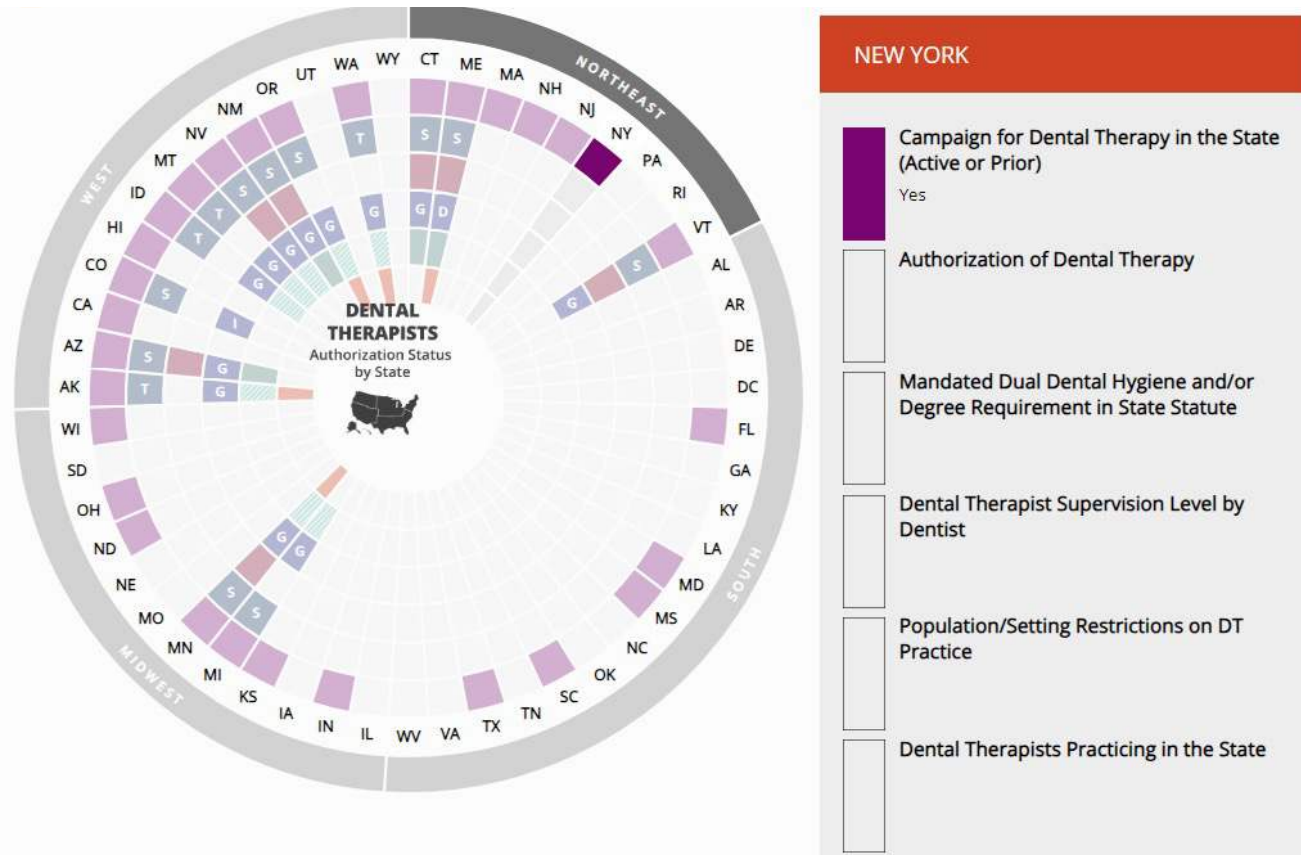 NORTHEAST
SOUTH
MIDWEST
WEST
CT
ME
MA
NH
NJ
NY
PA
RI
VT
AL
AR
DE
DC
FL
GA
KY
LA
MD
MS
NC
OK
SC
TN
TX
VA
WV
IL
IN
IA
KS
MI
MN
MO
NE
ND
OH
SD
WI
AK
AZ
CA
CO
HI
ID
MT
NV
NM
OR
UT
WA
WY
S
S
G
D
S
G
T
G
S
S
S
T
T
G
G
G
G
G
S
I
S
G
T
G
G
G
S
S
DENTAL
THERAPISTS
Authorization Status
by State
NEW YORK
Campaign for Dental Therapy in the State
(Active or Prior)
Yes
Authorization of Dental Therapy
Mandated Dual Dental Hygiene and/or
Degree Requirement in State Statute
Dental Therapist Supervision Level by
Dentist
Population/Setting Restrictions on DT
Practice
Dental Therapists Practicing in the State